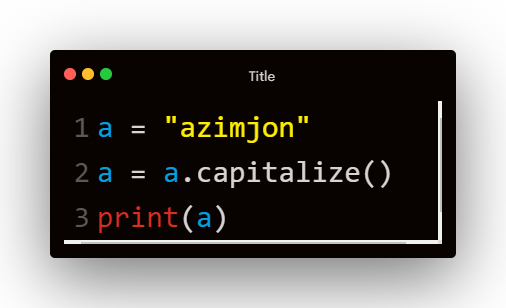 Title
1 a = "azimjon"
2 a = a.capitalize()
3 print(a)